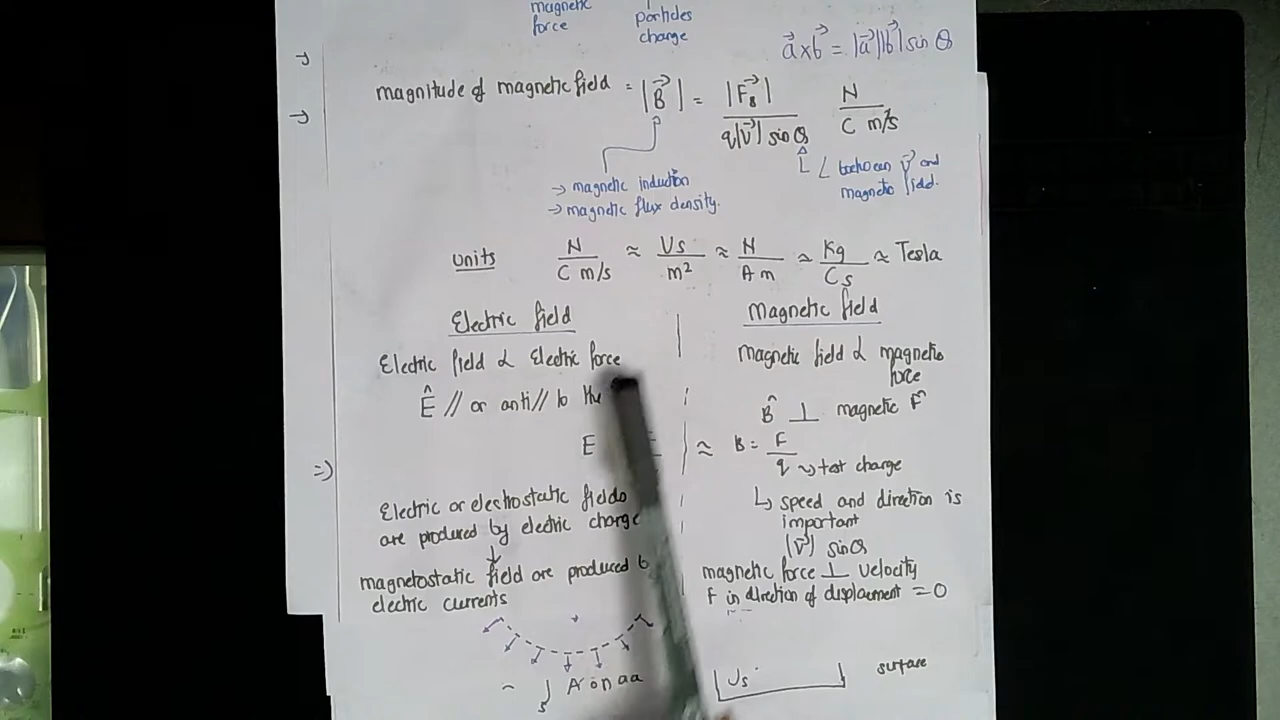 magnetic
force
particles
charge
a⃗ x b⃗ = |a⃗| |b⃗| sin θ
magnitude of magnetic field = |B⃗| = |F⃗_B| / q|v⃗| sin θ N / C m/s
∠ between v⃗ and
magnetic field.
→ magnetic induction
→ magnetic flux density.
units N / C m/s ≈ Vs / m² ≈ N / A m ≈ Kg / Cs ≈ Tesla
Electric field
Magnetic field
Electric field α Electric force
magnetic field α magnetic
force
Ê // or anti// to the
B̂ ⊥ magnetic F̂
E
≈ B = F / q → test charge
↳ speed and direction is
important
|v⃗| sin θ
Electric or electrostatic fields
are produced by electric charge
↓
magnetostatic field are produced b
electric currents
magnetic force ⊥ velocity
F in direction of displacement = 0
surface